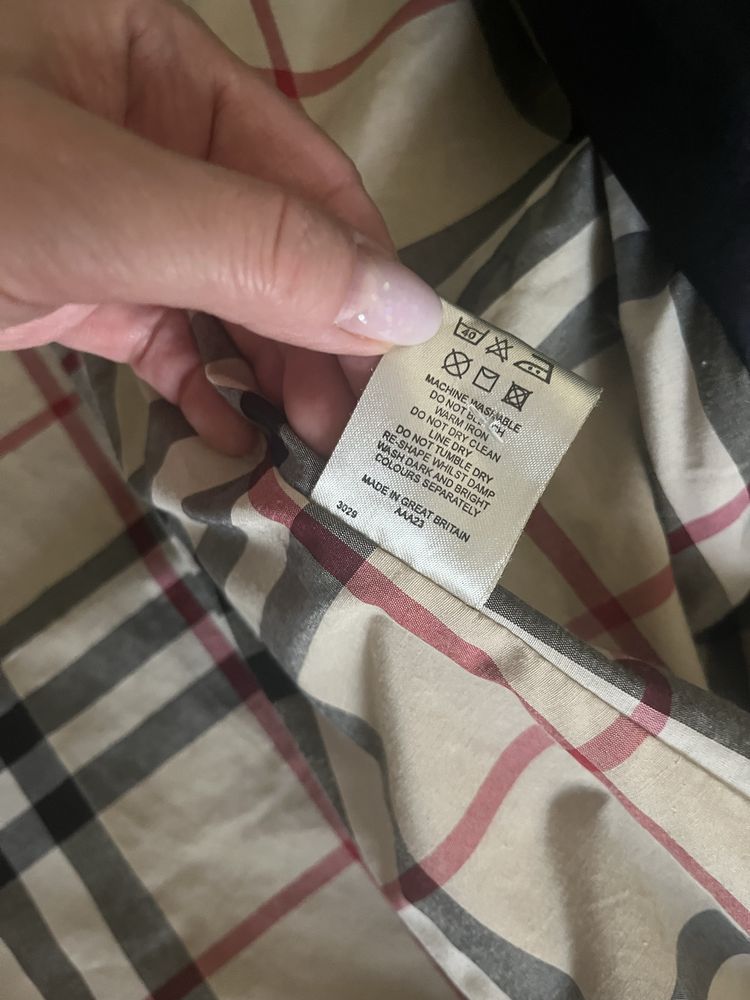 40
MACHINE WASHABLE
DO NOT BLEACH
WARM IRON
DO NOT DRY CLEAN
LINE DRY
DO NOT TUMBLE DRY
RE-SHAPE WHILST DAMP
WASH DARK AND BRIGHT
COLOURS SEPARATELY
MADE IN GREAT BRITAIN
3029 AAA23